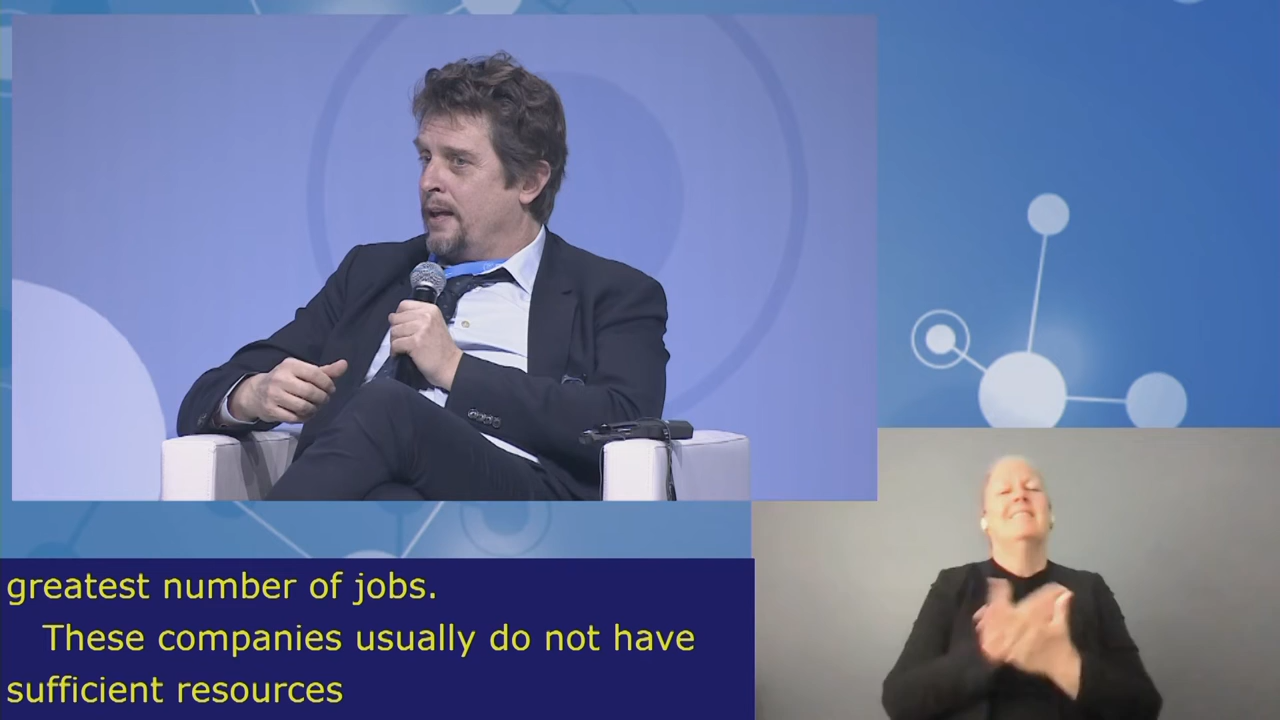 greatest number of jobs.
These companies usually do not have
sufficient resources